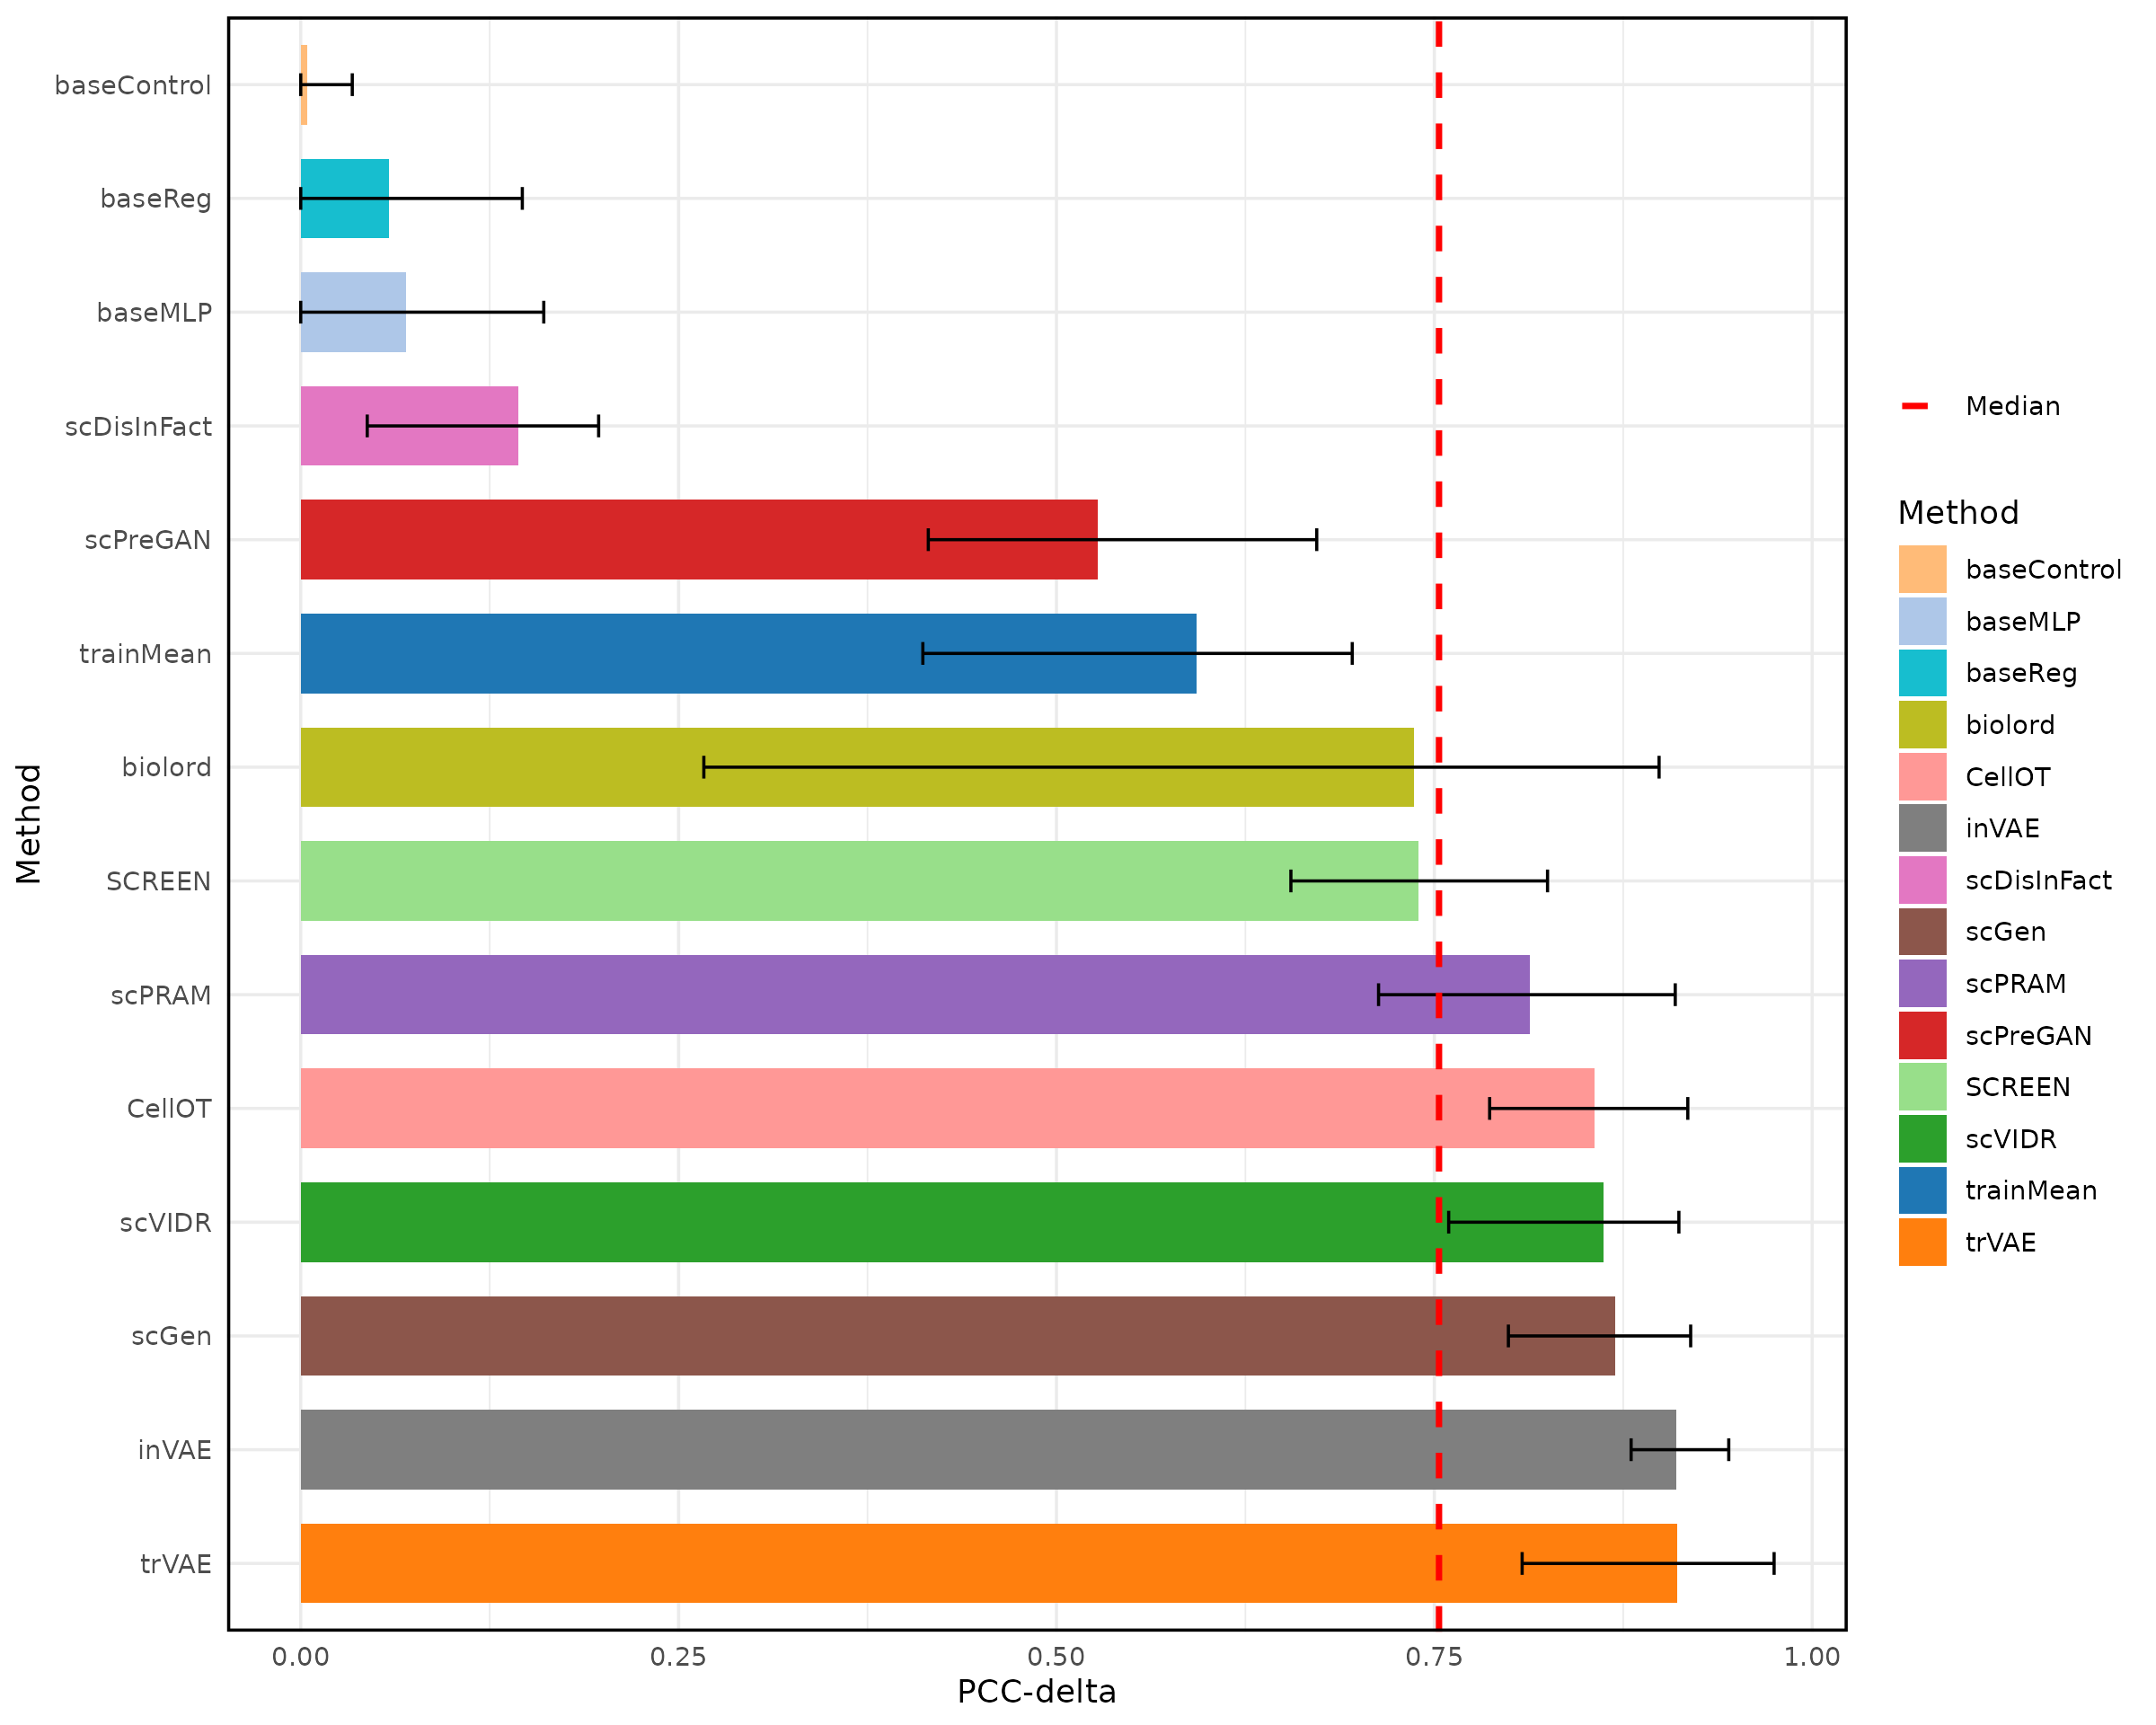 baseControl
baseReg
baseMLP
scDisInFact
scPreGAN
trainMean
biolord
SCREEN
scPRAM
CellOT
scVIDR
scGen
inVAE
trVAE
Method
0.00
0.25
0.50
0.75
1.00
PCC-delta
Median
Method
baseControl
baseMLP
baseReg
biolord
CellOT
inVAE
scDisInFact
scGen
scPRAM
scPreGAN
SCREEN
scVIDR
trainMean
trVAE